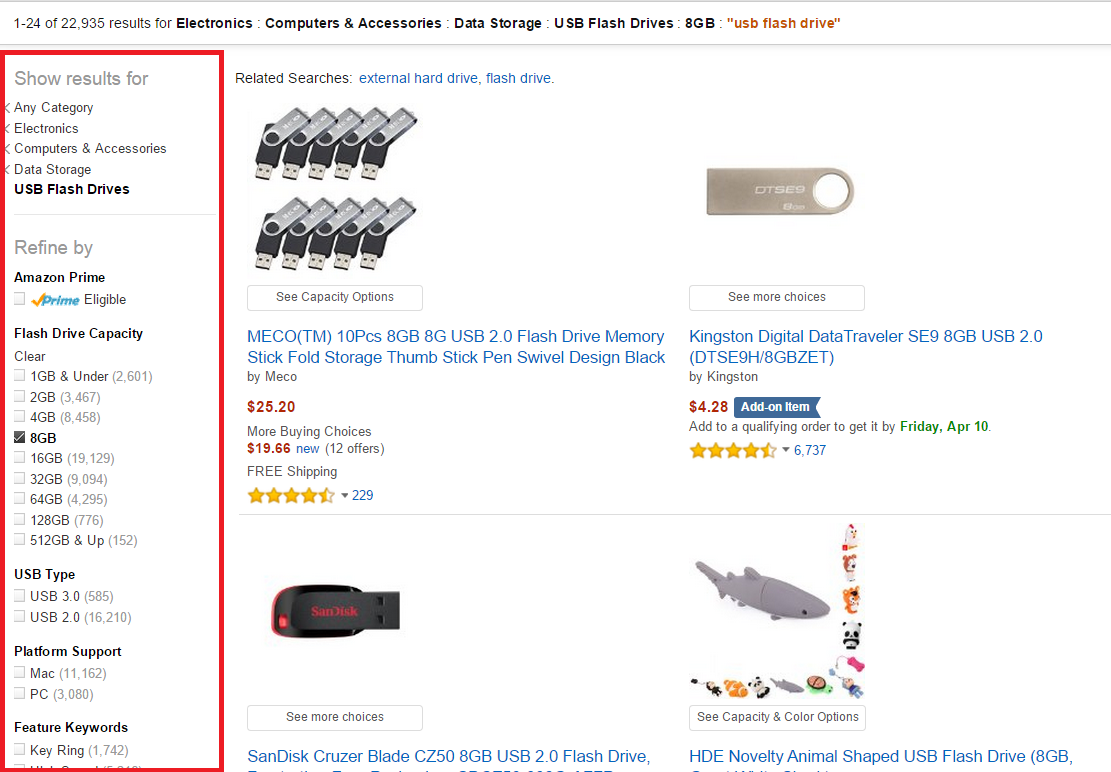 1-24 of 22,935 results for Electronics : Computers & Accessories : Data Storage : USB Flash Drives : 8GB : "usb flash drive"
Show results for
Any Category
Electronics
Computers & Accessories
Data Storage
USB Flash Drives
Refine by
Amazon Prime
Prime Eligible
Flash Drive Capacity
Clear
1GB & Under (2,601)
2GB (3,467)
4GB (8,458)
8GB
16GB (19,129)
32GB (9,094)
64GB (4,295)
128GB (776)
512GB & Up (152)
USB Type
USB 3.0 (585)
USB 2.0 (16,210)
Platform Support
Mac (11,162)
PC (3,080)
Feature Keywords
Key Ring (1,742)
Related Searches: external hard drive, flash drive.
See Capacity Options
MECO(TM) 10Pcs 8GB 8G USB 2.0 Flash Drive Memory
Stick Fold Storage Thumb Stick Pen Swivel Design Black
by Meco
$25.20
More Buying Choices
$19.66 new (12 offers)
FREE Shipping
229
DTSE9
8GB
See more choices
Kingston Digital DataTraveler SE9 8GB USB 2.0
(DTSE9H/8GBZET)
by Kingston
$4.28 Add-on Item
Add to a qualifying order to get it by Friday, Apr 10.
6,737
SanDisk
See more choices
SanDisk Cruzer Blade CZ50 8GB USB 2.0 Flash Drive,
See Capacity & Color Options
HDE Novelty Animal Shaped USB Flash Drive (8GB,